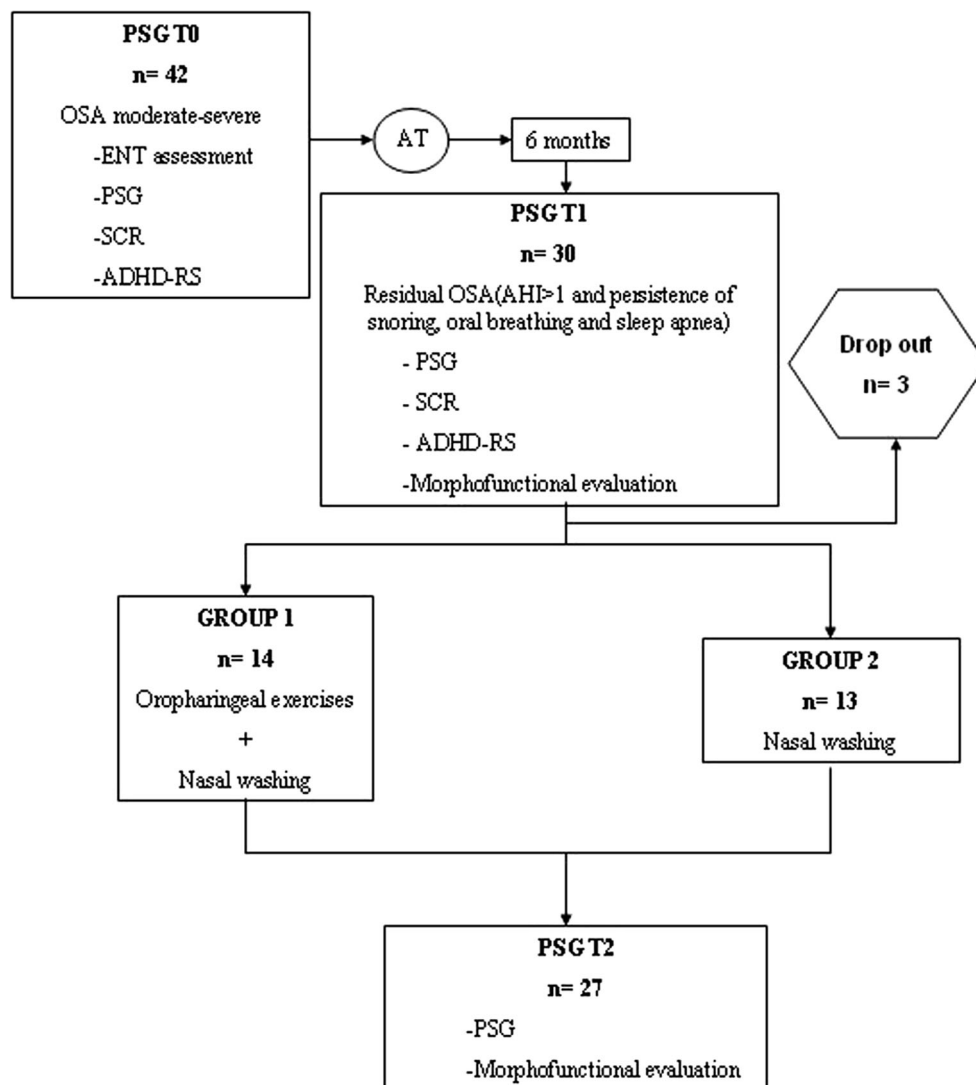 PSG T0
n= 42
OSA moderate-severe
-ENT assessment
-PSG
-SCR
-ADHD-RS
AT
6 months
PSG T1
n= 30
Residual OSA(AHI>1 and persistence of
snoring, oral breathing and sleep apnea)
- PSG
- SCR
- ADHD-RS
-Morphofunctional evaluation
Drop out
n= 3
GROUP 1
n= 14
Oropharingeal exercises
+
Nasal washing
GROUP 2
n= 13
Nasal washing
PSG T2
n= 27
-PSG
-Morphofunctional evaluation